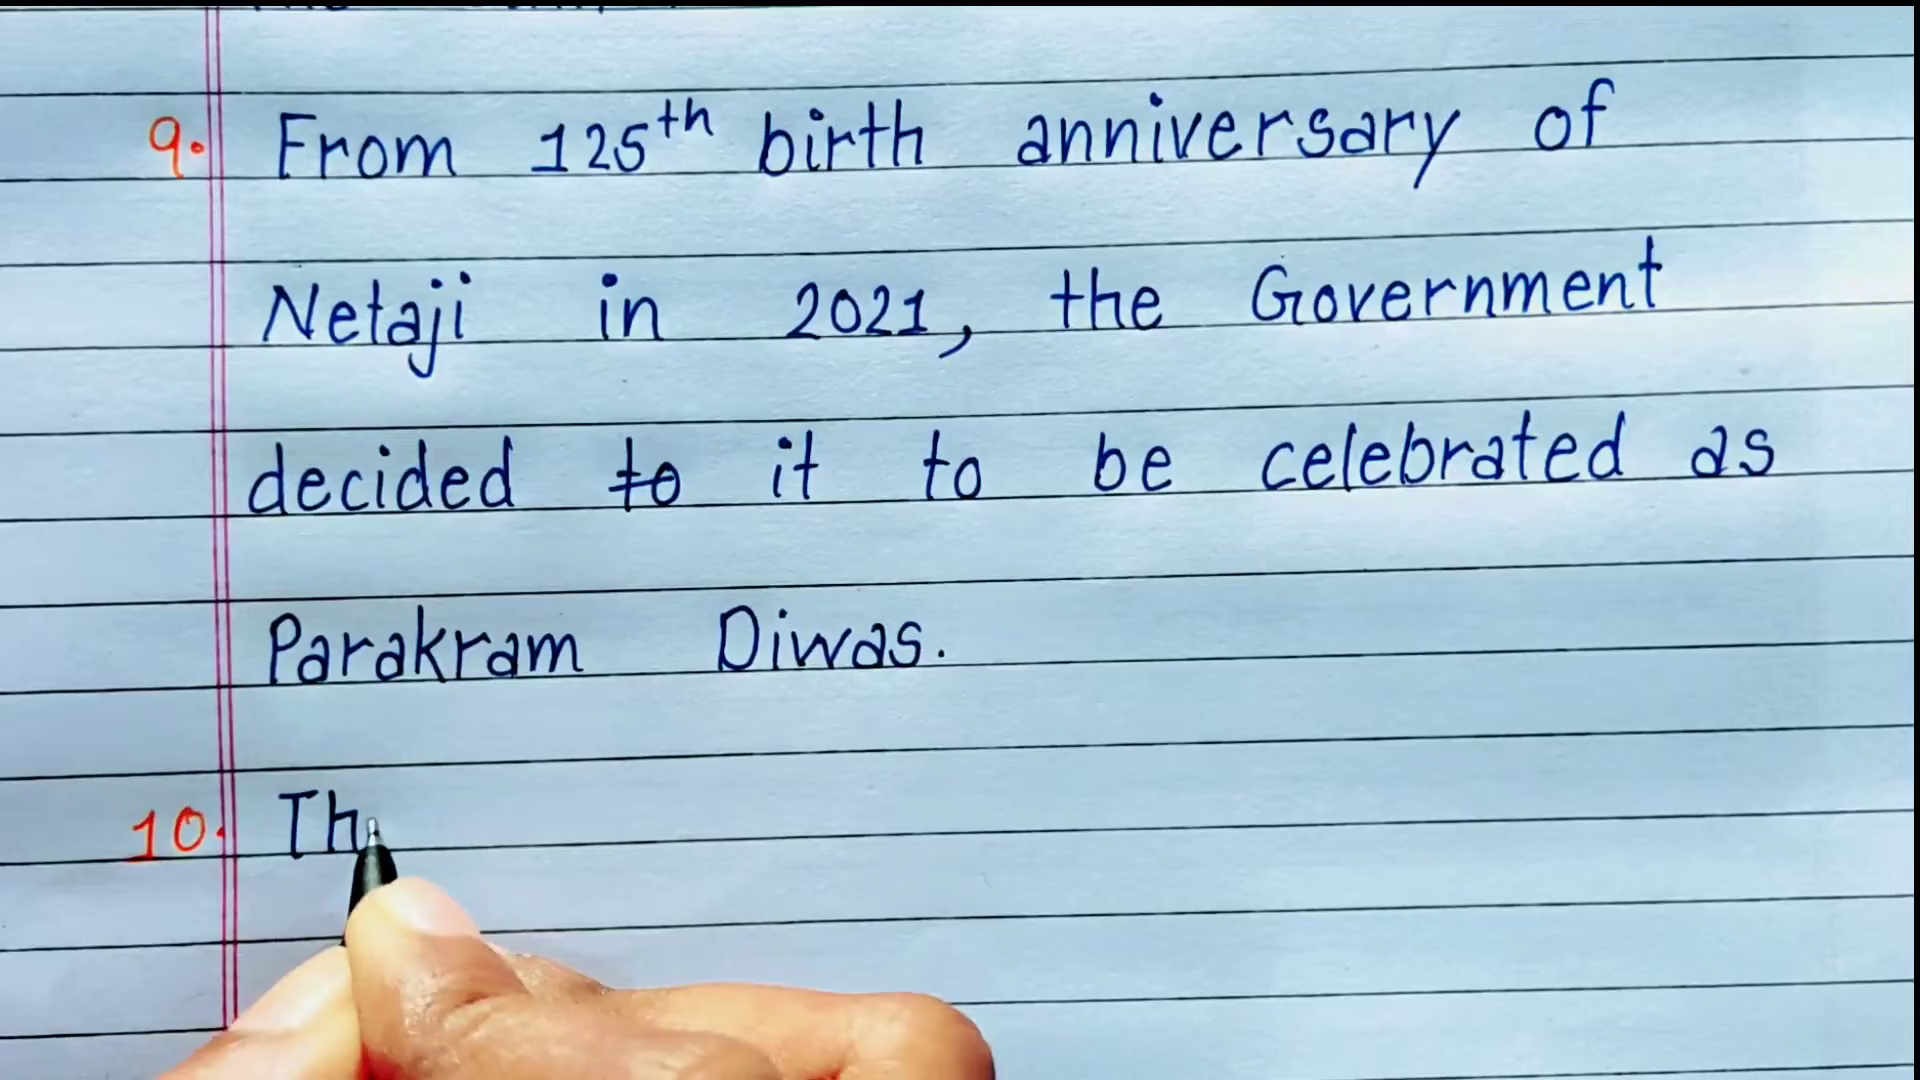 9. From 125th birth anniversary of
Netaji in 2021, the Government
decided to it to be celebrated as
Parakram Diwas.
10. Th